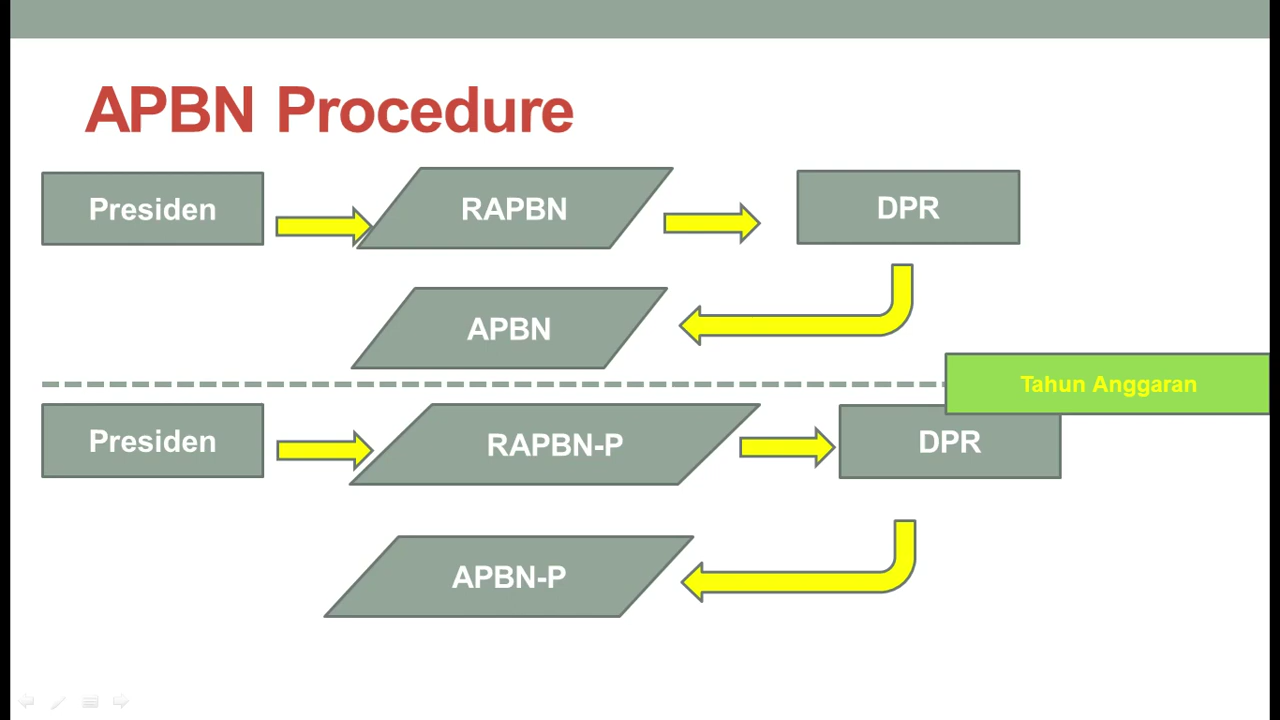 APBN Procedure
Presiden
RAPBN
DPR
APBN
Tahun Anggaran
Presiden
RAPBN-P
DPR
APBN-P